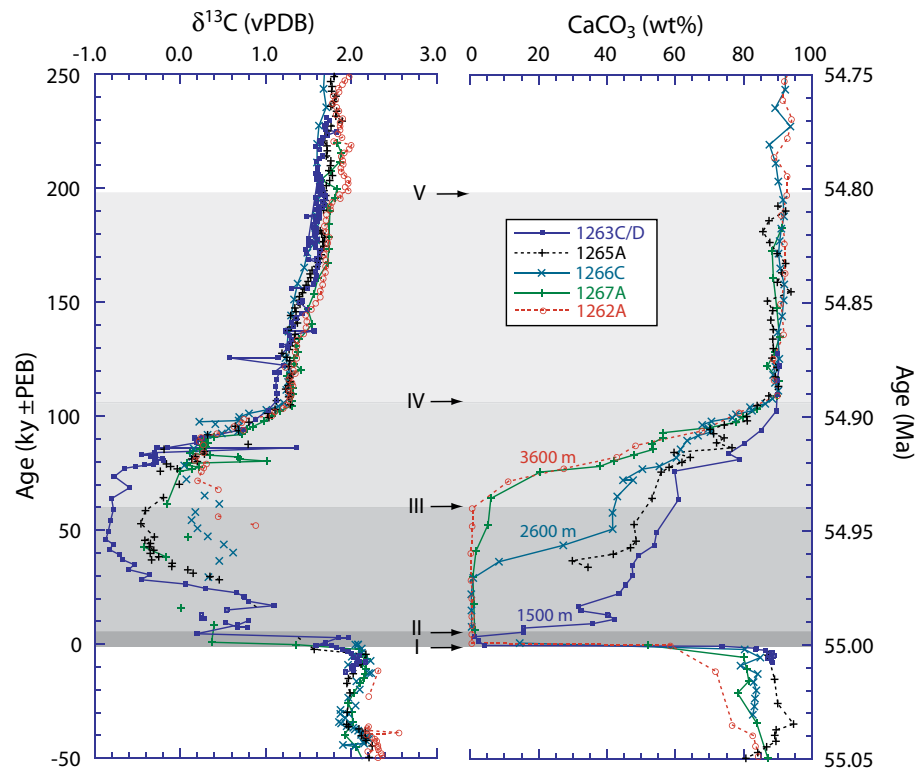 δ¹³C (vPDB)
CaCO₃ (wt%)
-1.0 0.0 1.0 2.0 3.0
0 20 40 60 80 100
250
200
150
100
50
0
-50
Age (ky ±PEB)
54.75
54.80
54.85
54.90
54.95
55.00
55.05
Age (Ma)
V
IV
III
II
I
1263C/D
1265A
1266C
1267A
1262A
3600 m
2600 m
1500 m